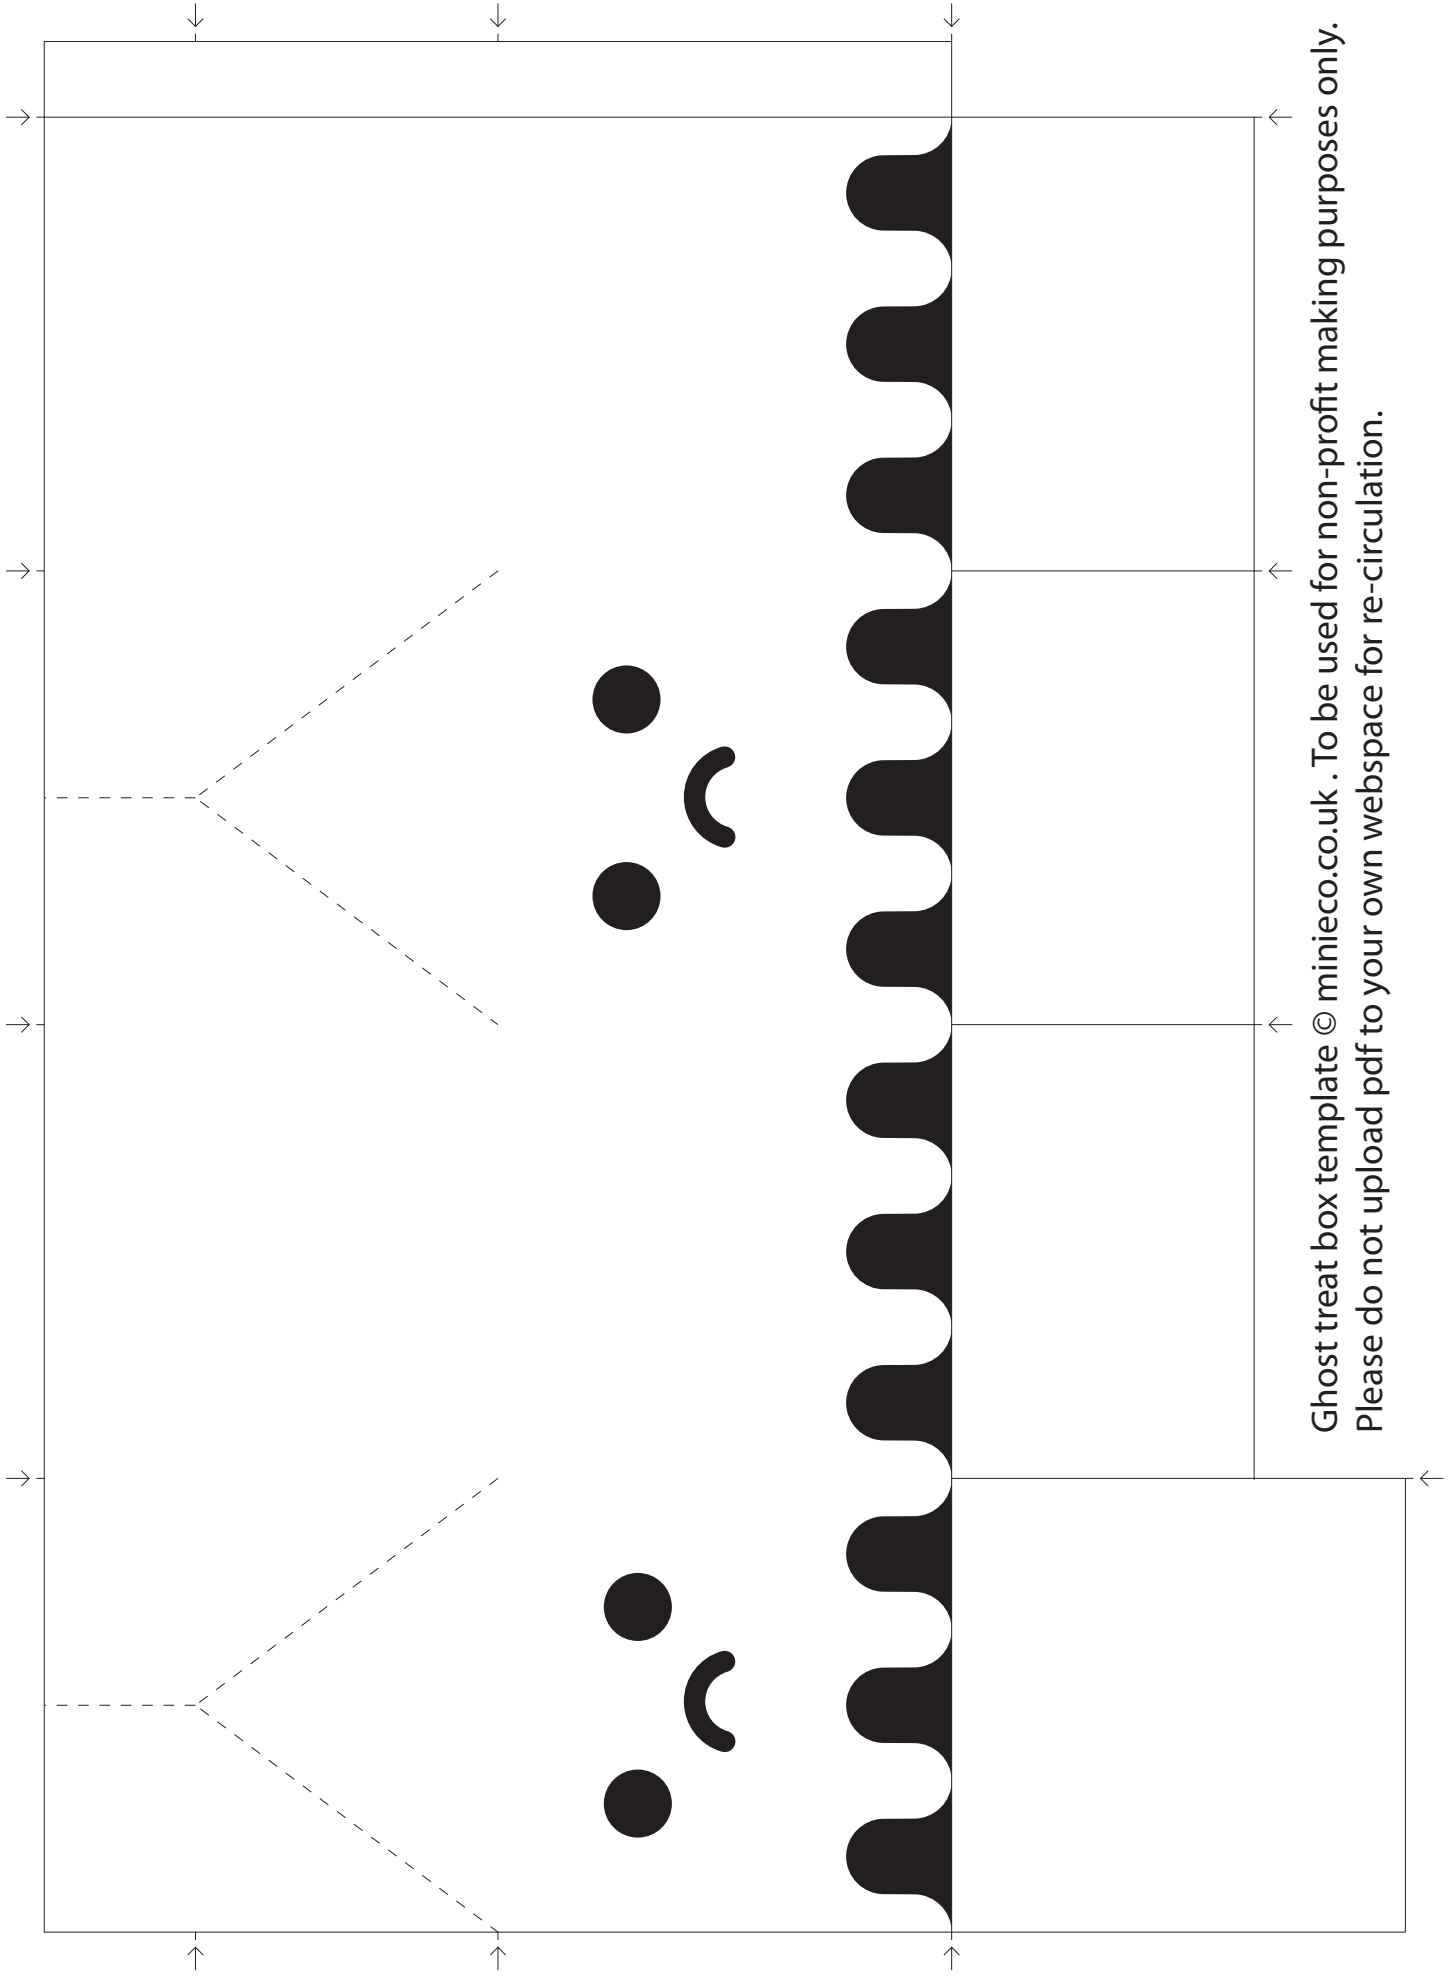 Ghost treat box template © minieco.co.uk . To be used for non-profit making purposes only.
Please do not upload pdf to your own webspace for re-circulation.